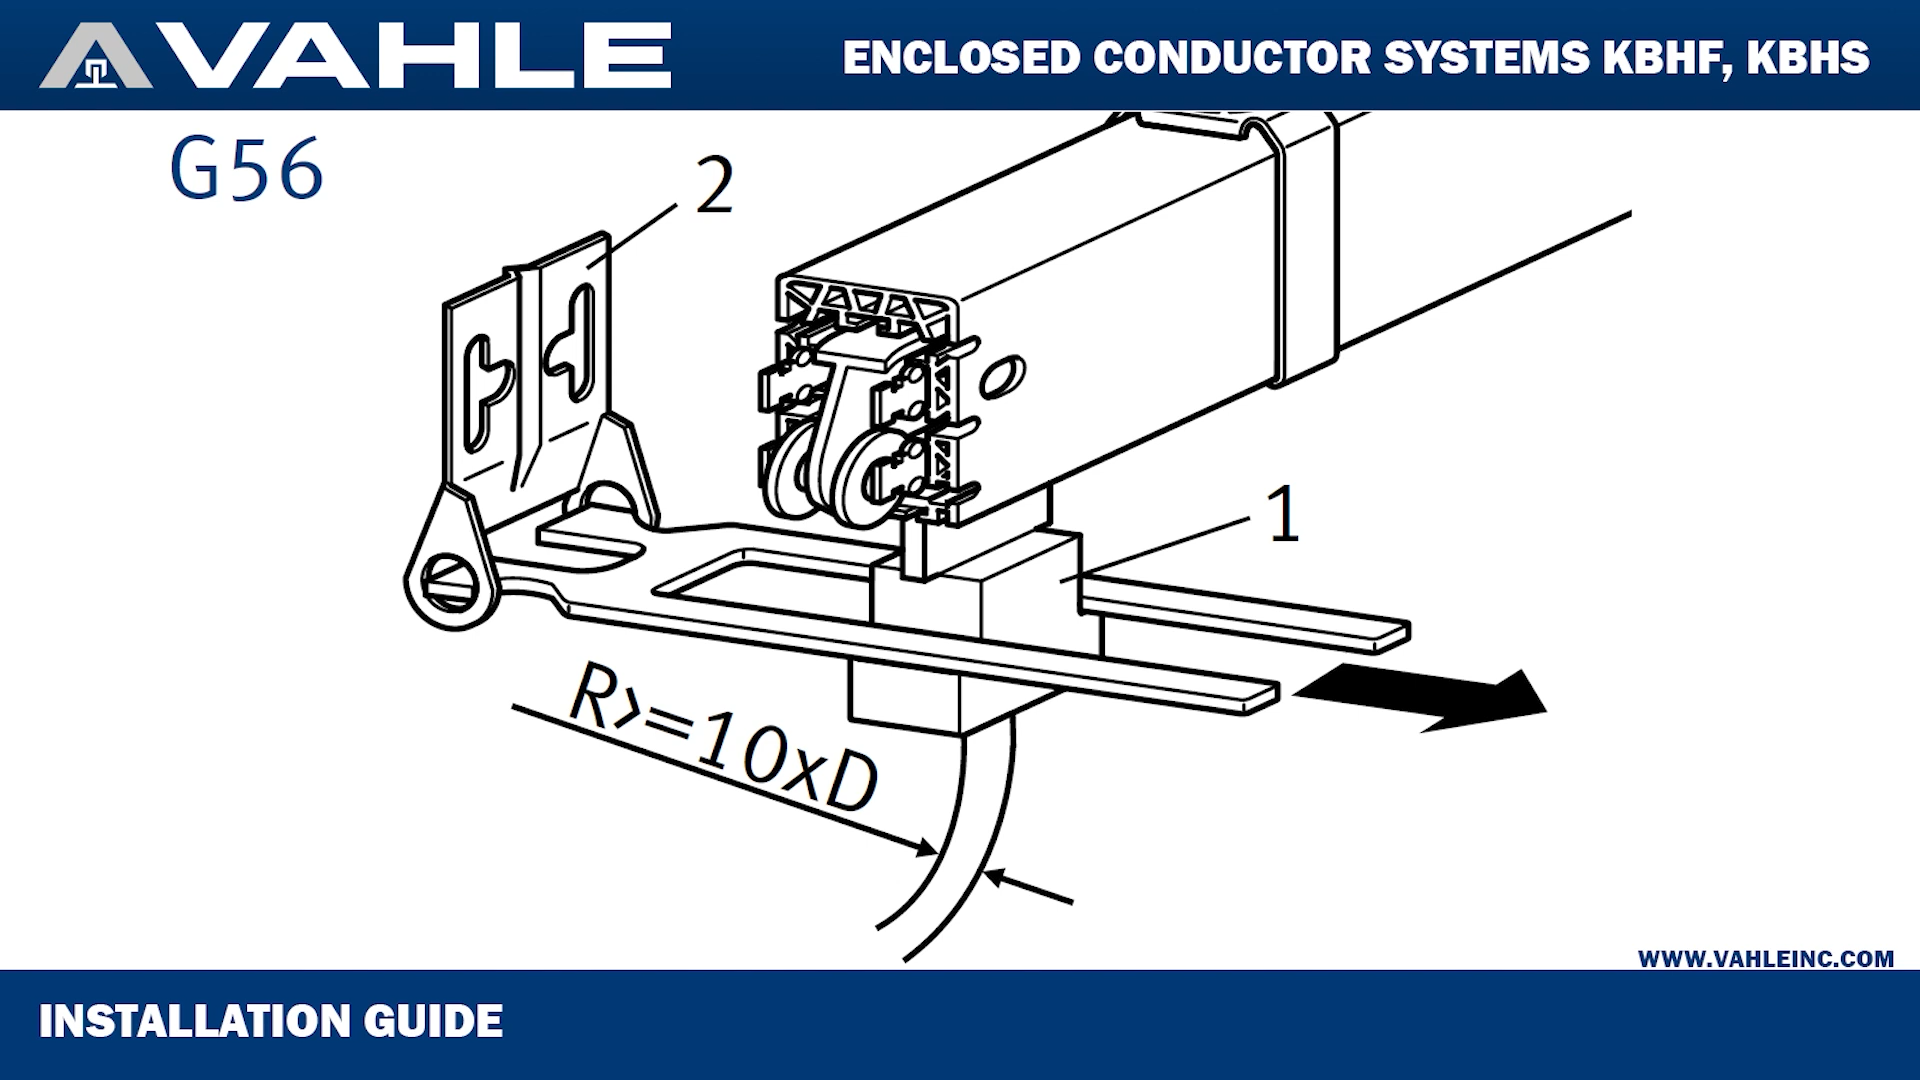 VAHLE
ENCLOSED CONDUCTOR SYSTEMS KBHF, KBHS
G56
2
1
R>=10xD
WWW.VAHLEINC.COM
INSTALLATION GUIDE